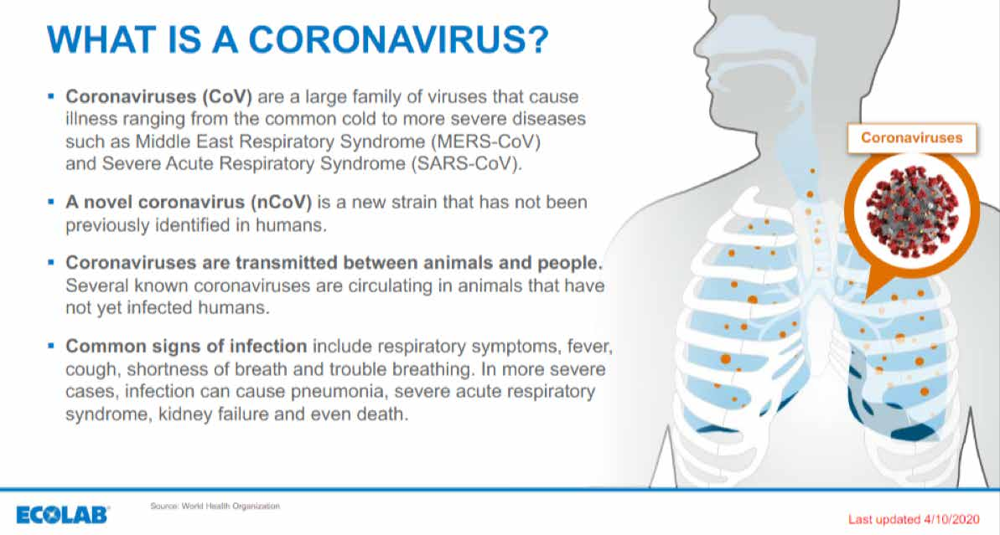 WHAT IS A CORONAVIRUS?
▪ Coronaviruses (CoV) are a large family of viruses that cause
illness ranging from the common cold to more severe diseases
such as Middle East Respiratory Syndrome (MERS-CoV)
and Severe Acute Respiratory Syndrome (SARS-CoV).
▪ A novel coronavirus (nCoV) is a new strain that has not been
previously identified in humans.
▪ Coronaviruses are transmitted between animals and people.
Several known coronaviruses are circulating in animals that have
not yet infected humans.
▪ Common signs of infection include respiratory symptoms, fever,
cough, shortness of breath and trouble breathing. In more severe
cases, infection can cause pneumonia, severe acute respiratory
syndrome, kidney failure and even death.
Coronaviruses
ECOLAB®
Source: World Health Organization
Last updated 4/10/2020